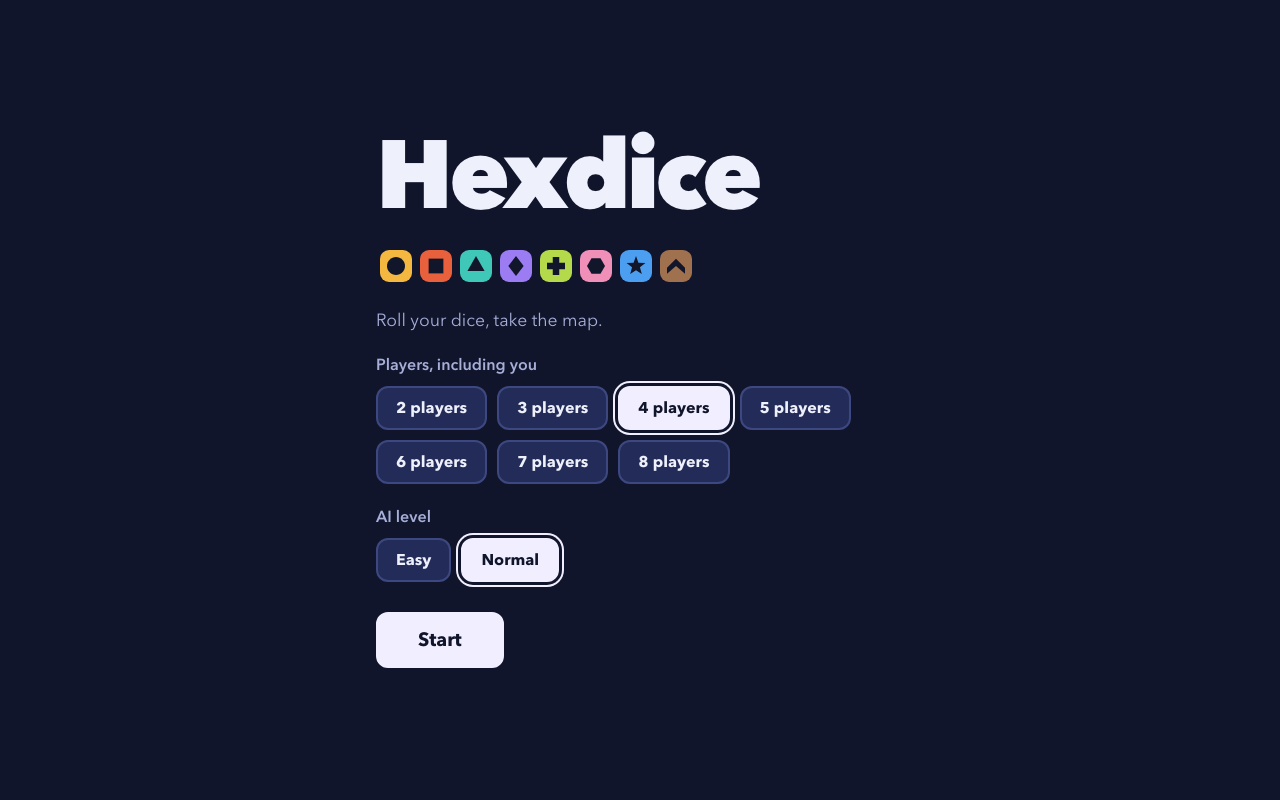 Hexdice
Roll your dice, take the map.
Players, including you
2 players 3 players 4 players 5 players
6 players 7 players 8 players
AI level
Easy Normal
Start